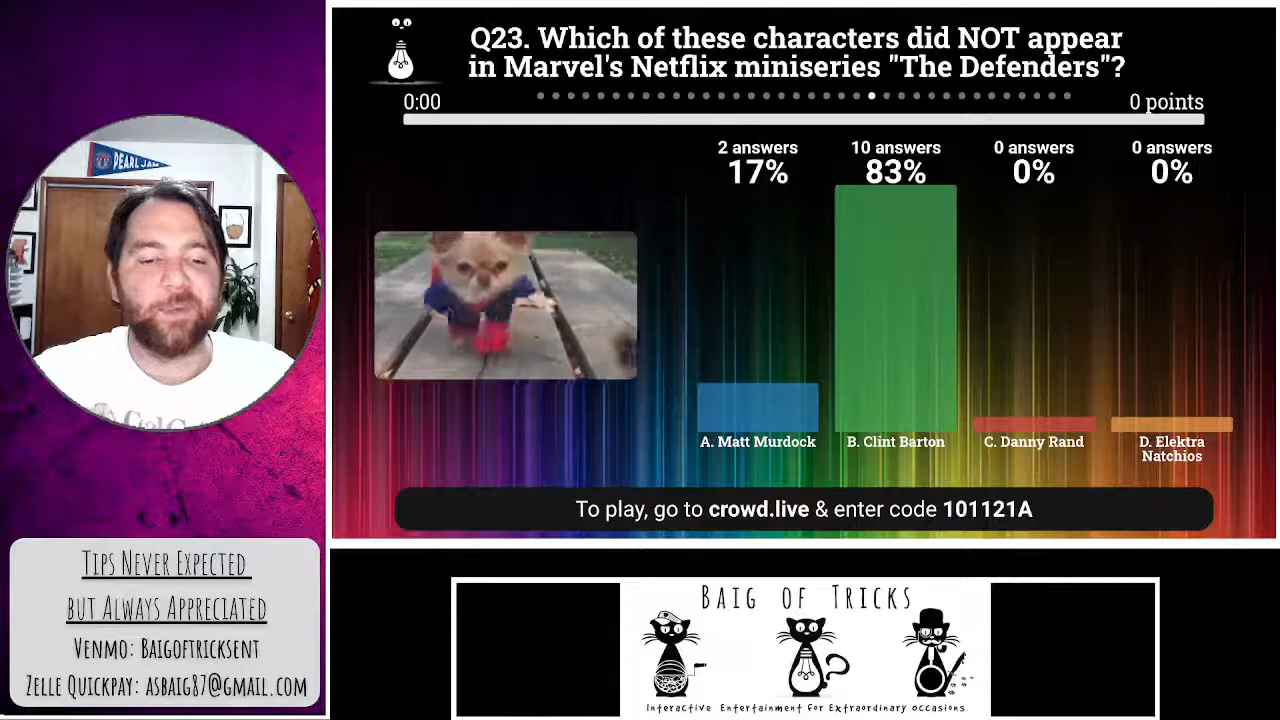 PEARL JAM
Q23. Which of these characters did NOT appear
in Marvel's Netflix miniseries "The Defenders"?
0:00
0 points
2 answers
17%
10 answers
83%
0 answers
0%
0 answers
0%
A. Matt Murdock
B. Clint Barton
C. Danny Rand
D. Elektra
Natchios
To play, go to crowd.live & enter code 101121A
Tips Never Expected
but Always Appreciated
Venmo: Baigoftricksent
Zelle Quickpay: asbaig87@gmail.com
Baig of Tricks
Interactive Entertainment for Extraordinary Occasions